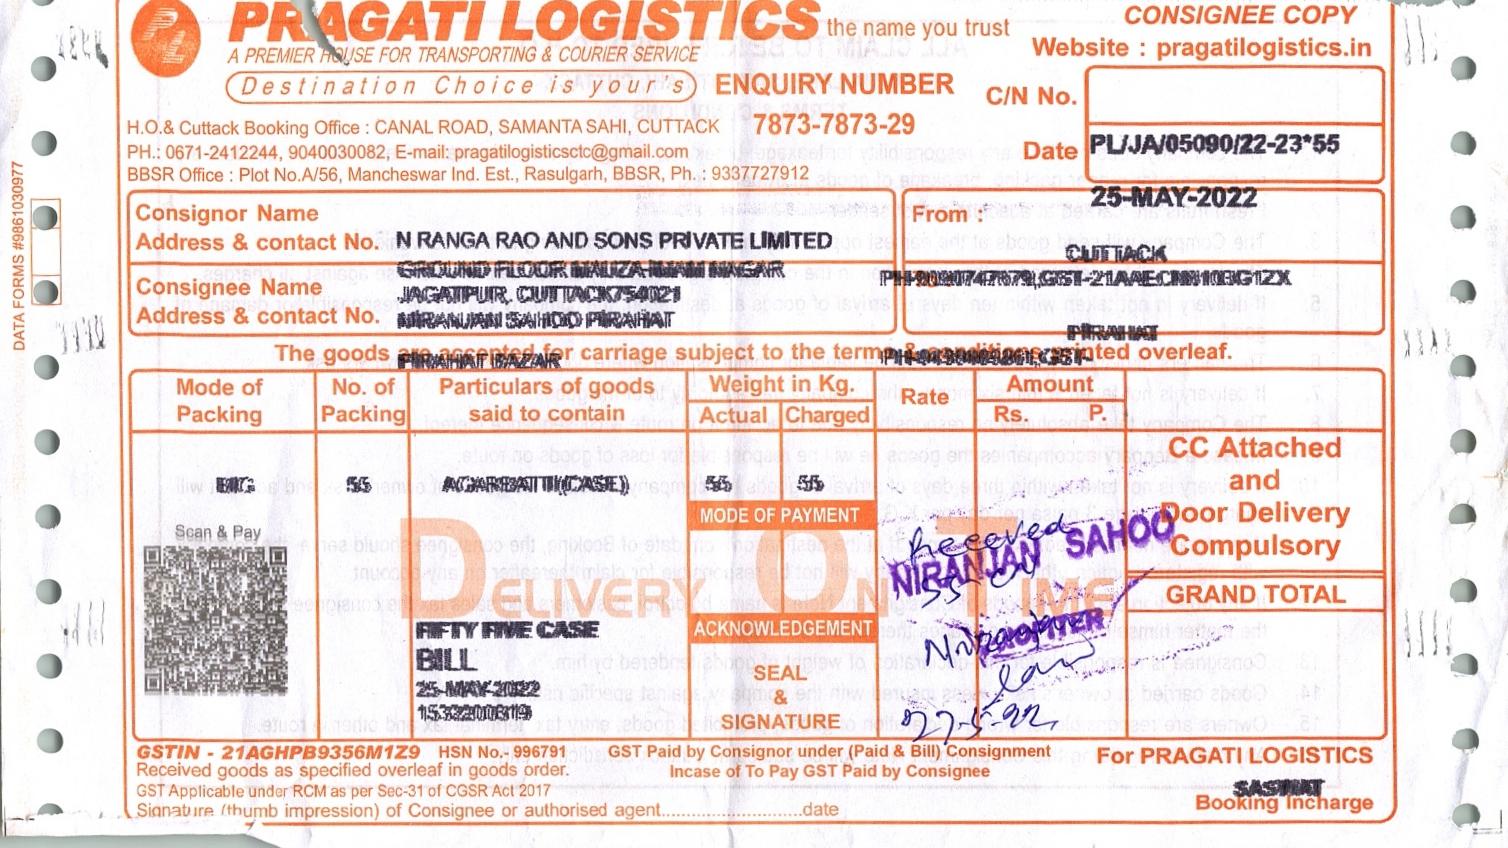 PRAGATI LOGISTICS the name you trust
A PREMIER HOUSE FOR TRANSPORTING & COURIER SERVICE
Destination Choice is your's
CONSIGNEE COPY
Website : pragatilogistics.in
ENQUIRY NUMBER
7873-7873-29
C/N No.
Date PL/JA/05090/22-23*55
25-MAY-2022
H.O.& Cuttack Booking Office : CANAL ROAD, SAMANTA SAHI, CUTTACK
PH.: 0671-2412244, 9040030082, E-mail: pragatilogisticsctc@gmail.com
BBSR Office : Plot No.A/56, Mancheswar Ind. Est., Rasulgarh, BBSR, Ph. : 9337727912
DATA FORMS #9861030977
Consignor Name
Address & contact No. N RANGA RAO AND SONS PRIVATE LIMITED
GROUND FLOOR MAUZA-IMAM NAGAR
Consignee Name JAGATPUR. CUTTACK754021
Address & contact No. NIRANJAN SAHOO PIRAHAT
PIRAHAT BAZAR
From :
CUTTACK
PIRAHAT
The goods are accepted for carriage subject to the terms & conditions printed overleaf.
Mode of Packing
No. of Packing
Particulars of goods said to contain
Weight in Kg.
Actual Charged
Rate
Amount
Rs. P.
BIG 55 AGARBATTI(CASE) 55 55
CC Attached
and
Door Delivery
Compulsory
GRAND TOTAL
Scan & Pay
DELIVERY ON TIME
MODE OF PAYMENT
ACKNOWLEDGEMENT
SEAL
&
SIGNATURE
FIFTY FIVE CASE
BILL
25-MAY-2022
1532200819
Received
NIRANJAN SAHOO
55
27-5-22
GSTIN - 21AGHPB9356M1Z9 HSN No.- 996791
GST Paid by Consignor under (Paid & Bill) Consignment
Incase of To Pay GST Paid by Consignee
Received goods as specified overleaf in goods order.
GST Applicable under RCM as per Sec-31 of CGSR Act 2017
Signature (thumb impression) of Consignee or authorised agent.........................date
For PRAGATI LOGISTICS
Booking Incharge